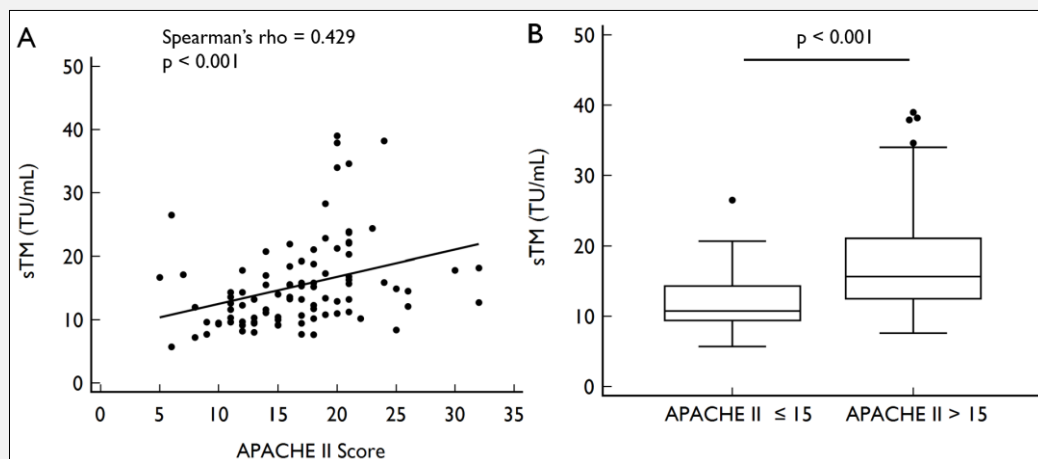 A
Spearman's rho = 0.429
p < 0.001
50
40
30
20
10
0
sTM (TU/mL)
0 5 10 15 20 25 30 35
APACHE II Score
B
p < 0.001
50
40
30
20
10
0
sTM (TU/mL)
APACHE II ≤ 15 APACHE II > 15